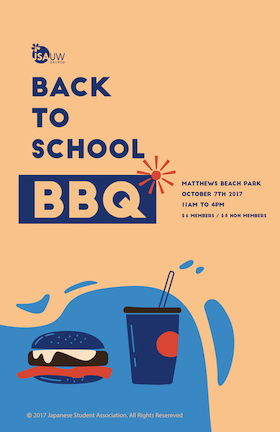 iSAUW
BACK
TO
SCHOOL
BBQ
MATTHEWS BEACH PARK
OCTOBER 7TH 2017
11AM TO 4PM
$6 MEMBERS / $8 NON MEMBERS
© 2017 Japanese Student Association. All Rights Resereved